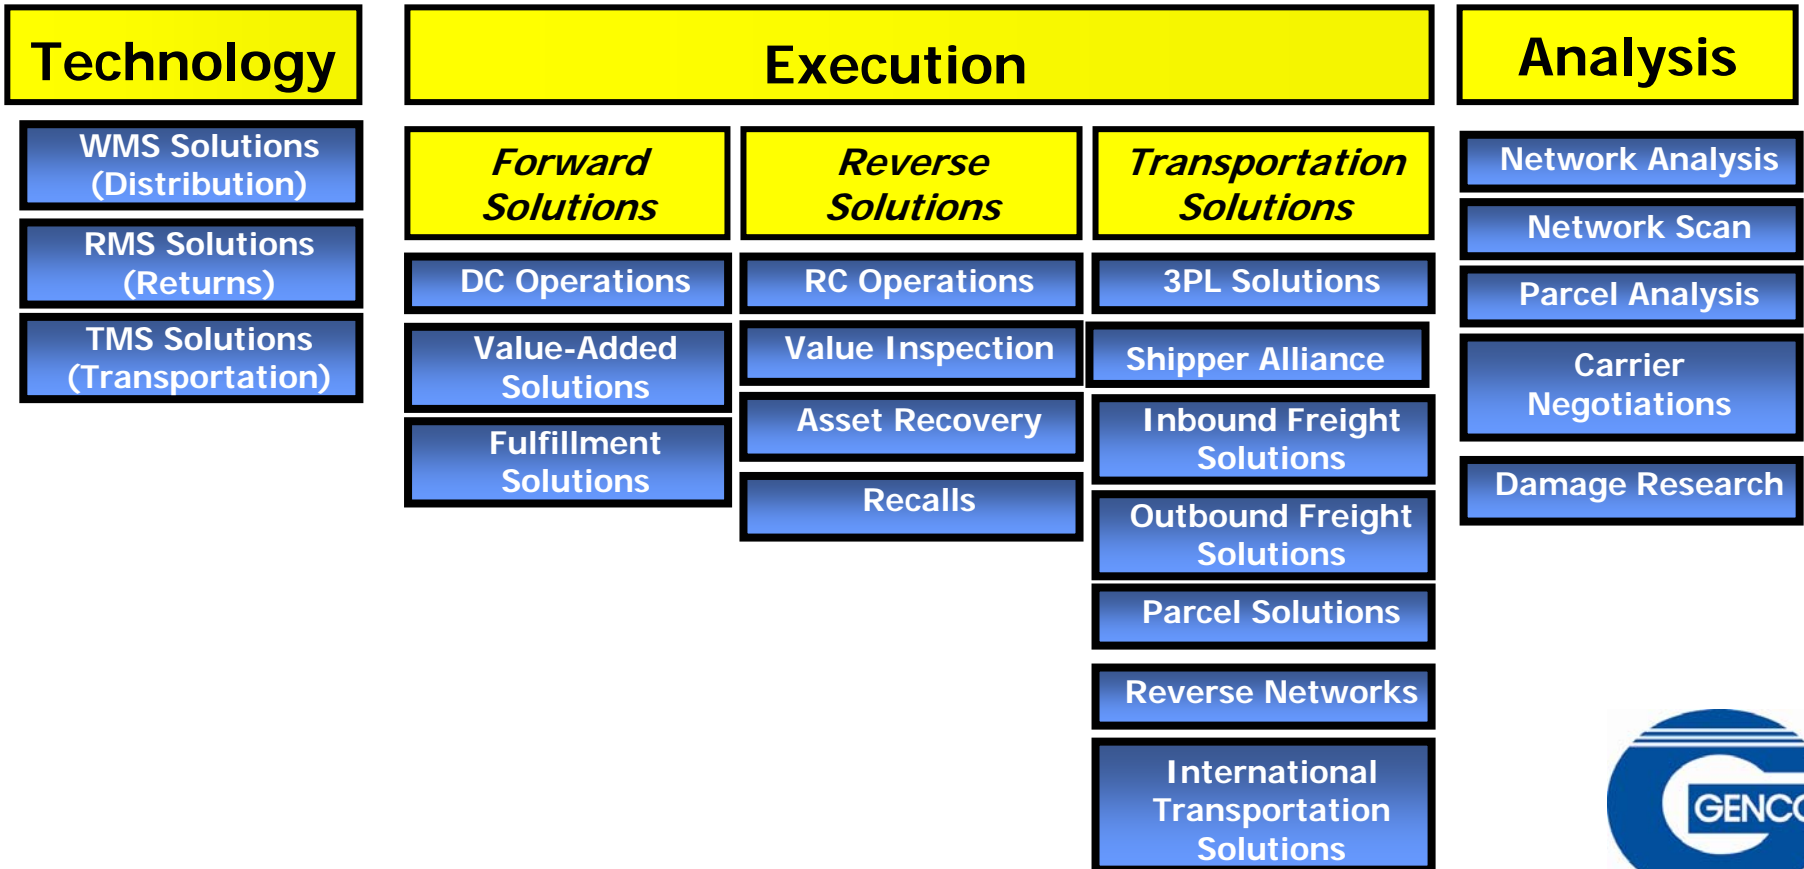 Technology
WMS Solutions
(Distribution)
RMS Solutions
(Returns)
TMS Solutions
(Transportation)
Execution
Forward
Solutions
DC Operations
Value-Added
Solutions
Fulfillment
Solutions
Reverse
Solutions
RC Operations
Value Inspection
Asset Recovery
Recalls
Transportation
Solutions
3PL Solutions
Shipper Alliance
Inbound Freight
Solutions
Outbound Freight
Solutions
Parcel Solutions
Reverse Networks
International
Transportation
Solutions
Analysis
Network Analysis
Network Scan
Parcel Analysis
Carrier
Negotiations
Damage Research
GENCO